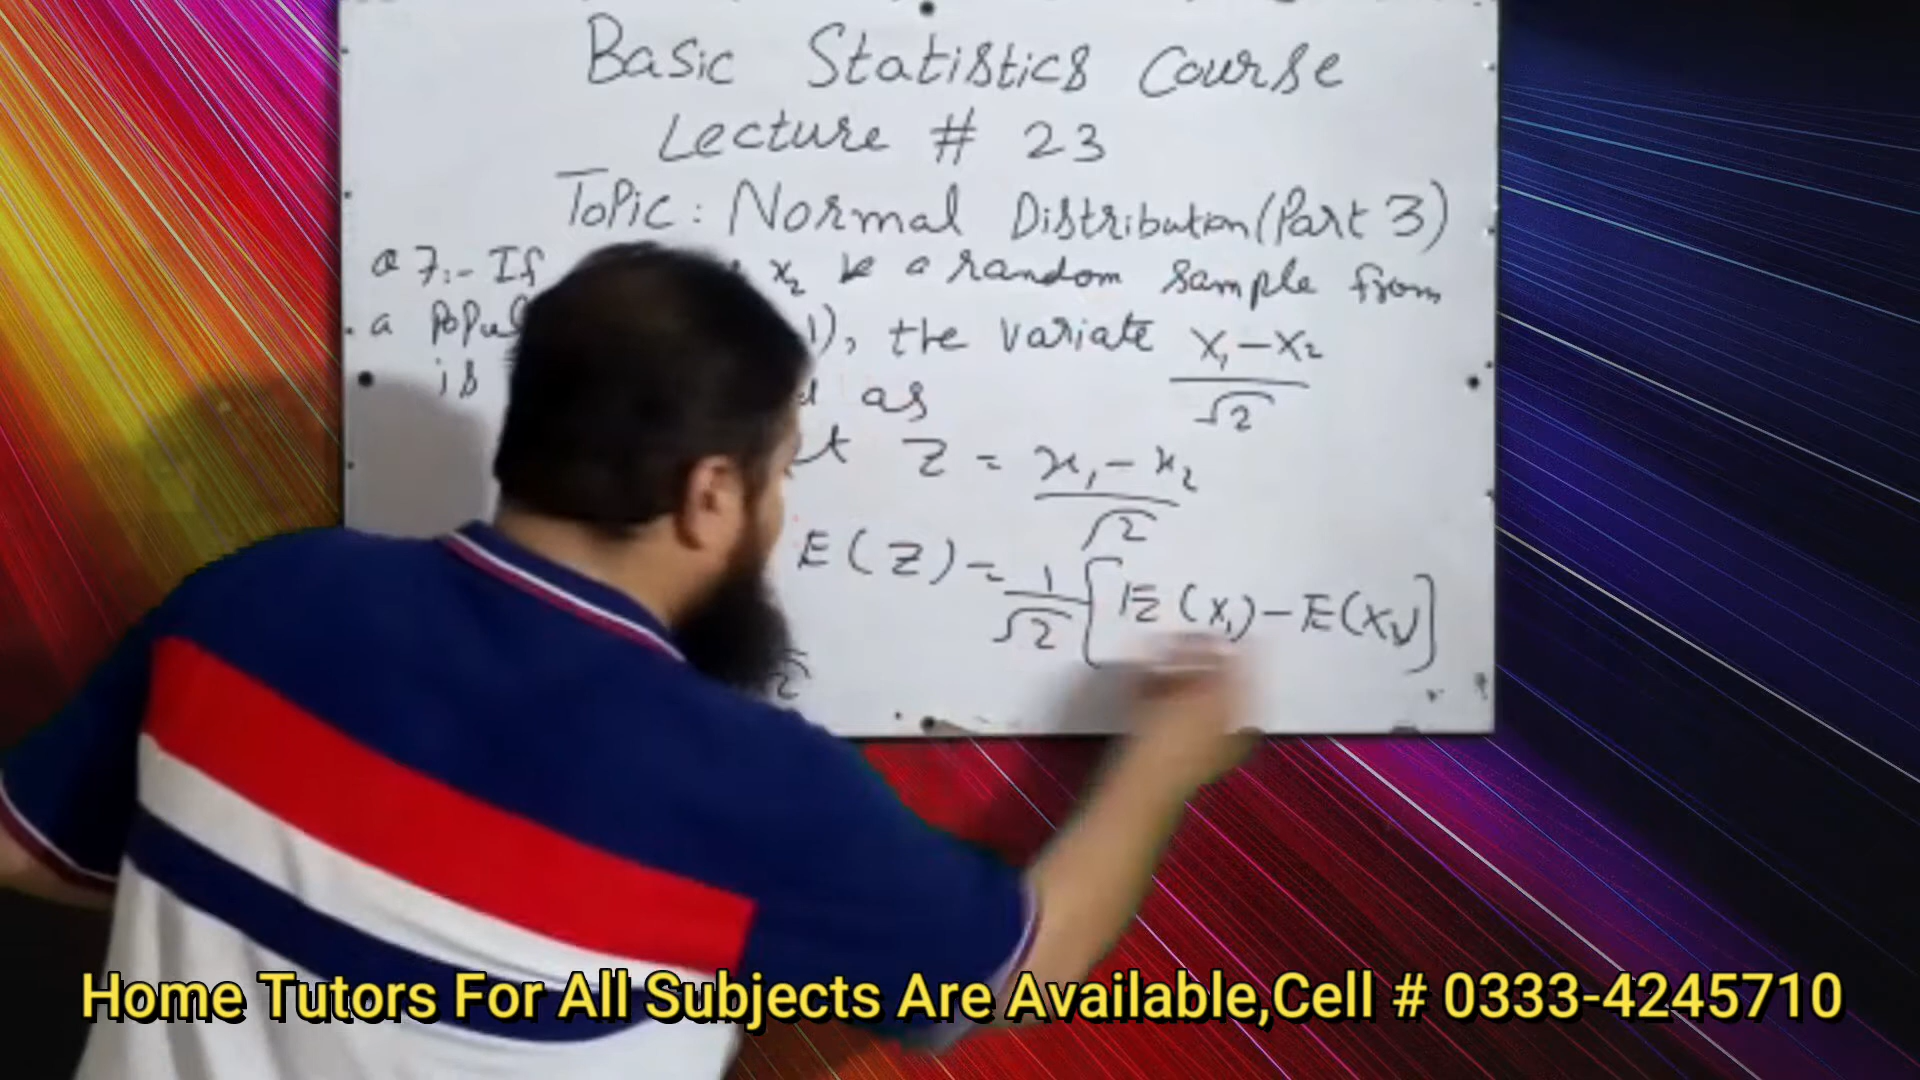 Basic Statistics Course
Lecture # 23
Topic: Normal Distribution (Part 3)
Q 7:- If x₂ be a random sample from
a 1), the variate X₁-X₂
is as √2
Z = x₁-x₂
√2
E(Z) = 1/√2 [E(X₁)-E(X₂)]
Home Tutors For All Subjects Are Available,Cell # 0333-4245710